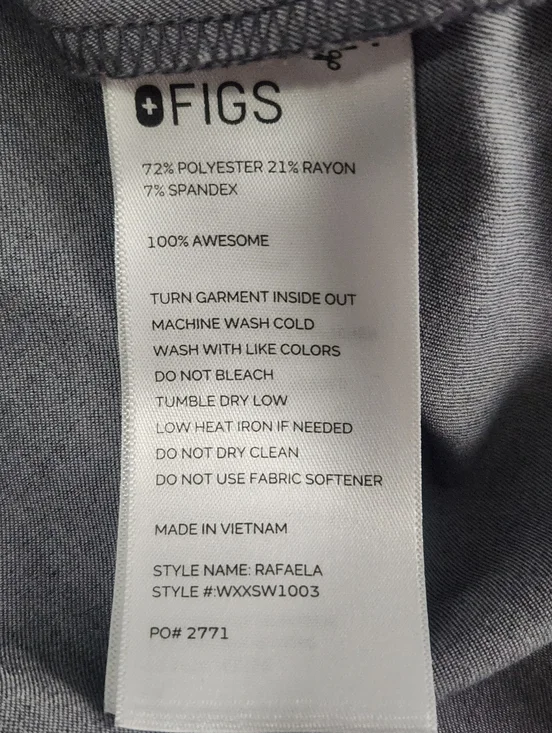 FIGS
72% POLYESTER 21% RAYON
7% SPANDEX
100% AWESOME
TURN GARMENT INSIDE OUT
MACHINE WASH COLD
WASH WITH LIKE COLORS
DO NOT BLEACH
TUMBLE DRY LOW
LOW HEAT IRON IF NEEDED
DO NOT DRY CLEAN
DO NOT USE FABRIC SOFTENER
MADE IN VIETNAM
STYLE NAME: RAFAELA
STYLE #:WXXSW1003
PO# 2771